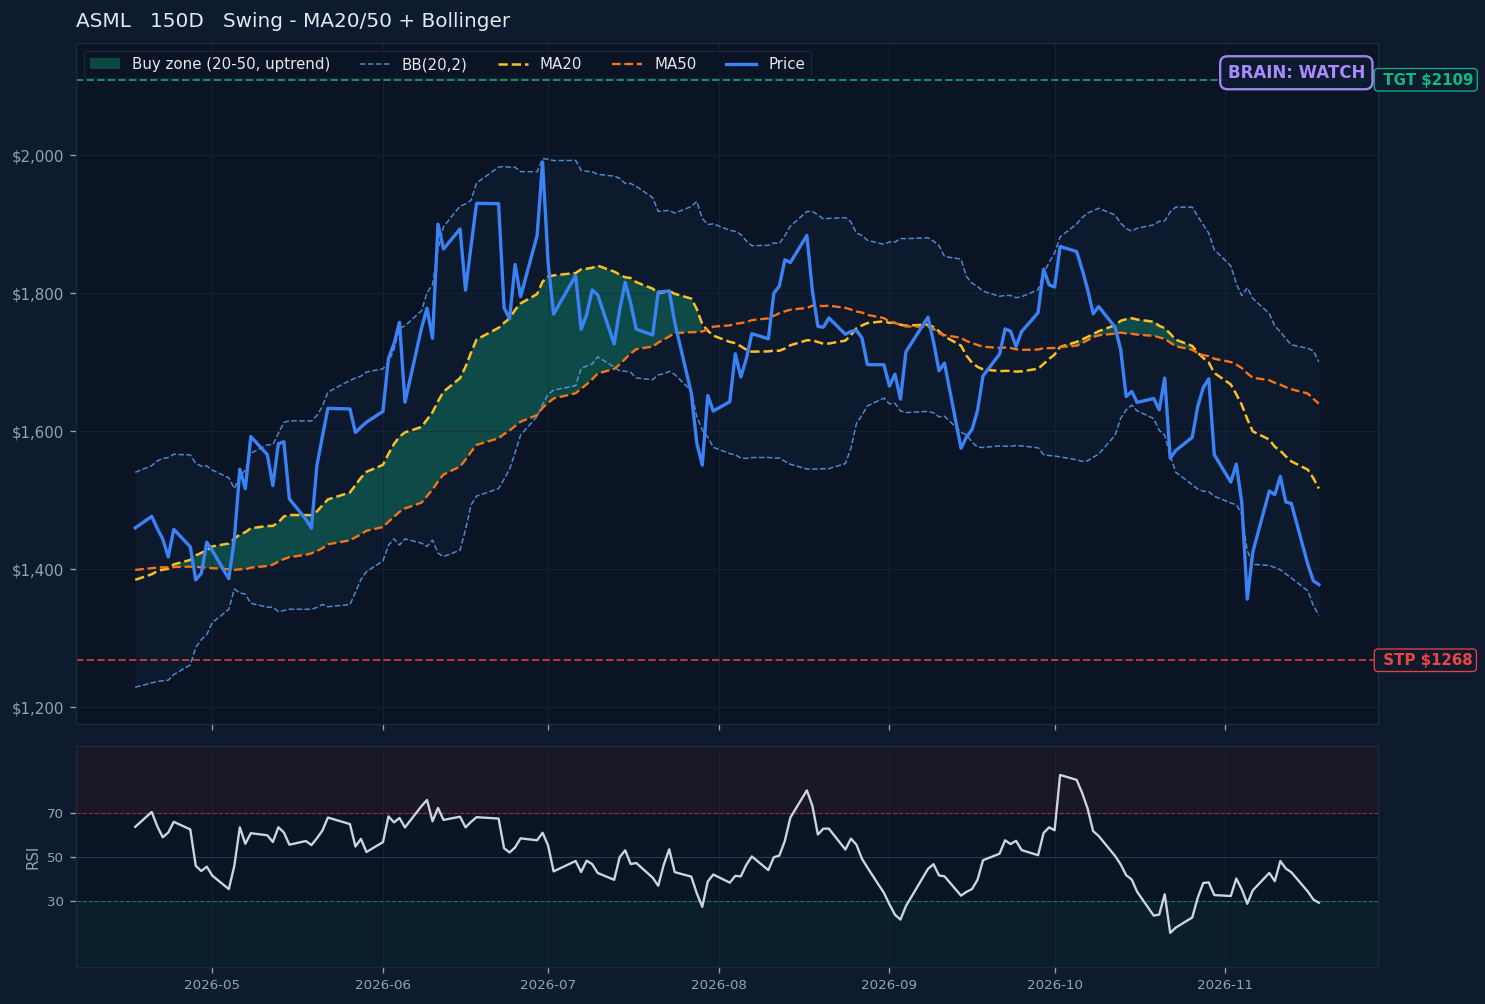 ASML   150D   Swing - MA20/50 + Bollinger
Buy zone (20-50, uptrend)   BB(20,2)   MA20   MA50   Price
BRAIN: WATCH
TGT $2109
$2,000
$1,800
$1,600
$1,400
STP $1268
$1,200
70
50
30
RSI
2026-05   2026-06   2026-07   2026-08   2026-09   2026-10   2026-11